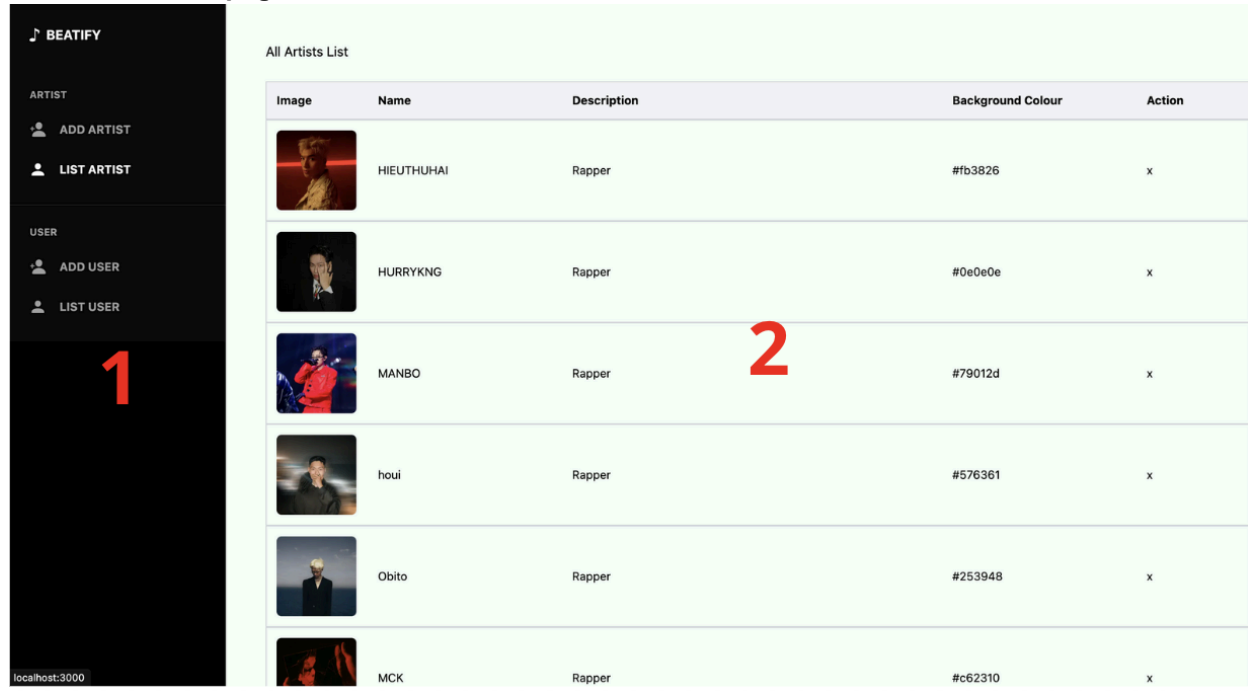 BEATIFY
ARTIST
ADD ARTIST
LIST ARTIST
USER
ADD USER
LIST USER
1
localhost:3000
All Artists List
Image Name Description Background Colour Action
HIEUTHUHAI Rapper #fb3826 x
HURRYKNG Rapper #0e0e0e x
2
MANBO Rapper #79012d x
houi Rapper #576361 x
Obito Rapper #253948 x
MCK Rapper #c62310 x